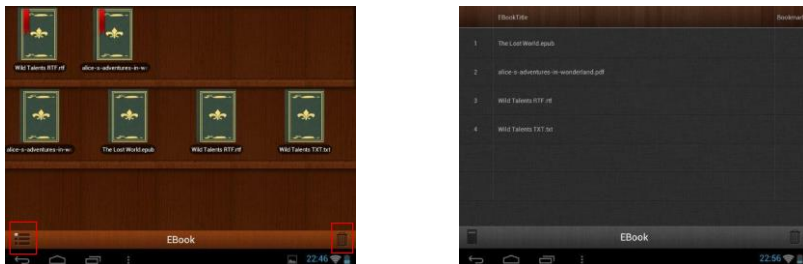 Wild Talents RTF.rtf
alice-s-adventures-in-w
alice-s-adventures-in-w
The Lost World.epub
Wild Talents RTF.rtf
Wild Talents TXT.txt
EBook
22:46
EBookTitle
Bookmark
1 The Lost World.epub
2 alice-s-adventures-in-wonderland.pdf
3 Wild Talents RTF.rtf
4 Wild Talents TXT.txt
EBook
22:56